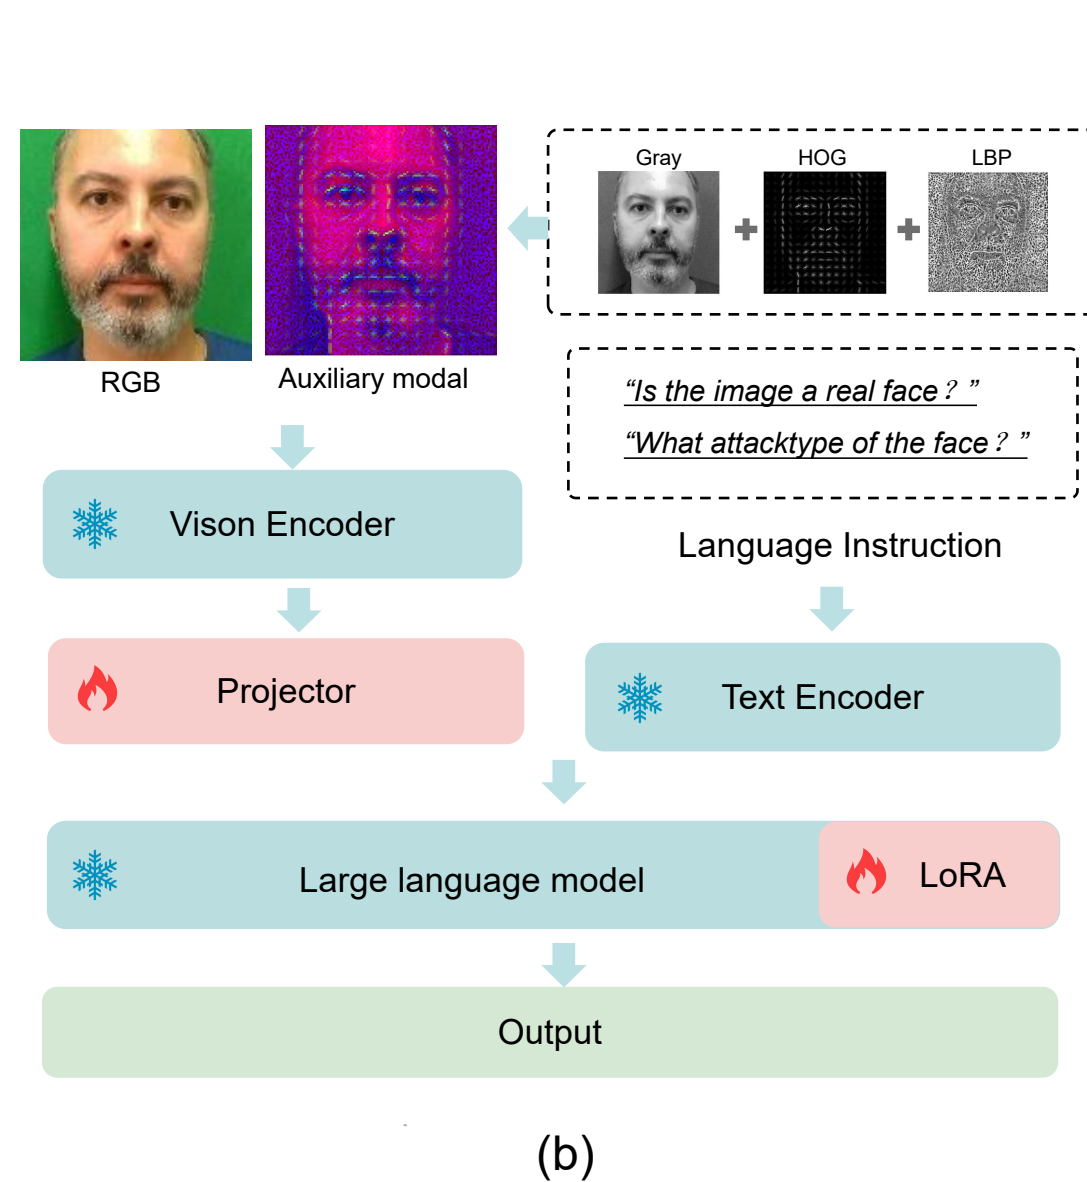 Gray
HOG
LBP
RGB
Auxiliary modal
“Is the image a real face？”
“What attacktype of the face？”
Vison Encoder
Language Instruction
Projector
Text Encoder
Large language model
LoRA
Output
(b)